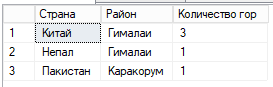 Страна Район Количество гор
1 Китай Гималаи 3
2 Непал Гималаи 1
3 Пакистан Каракорум 1